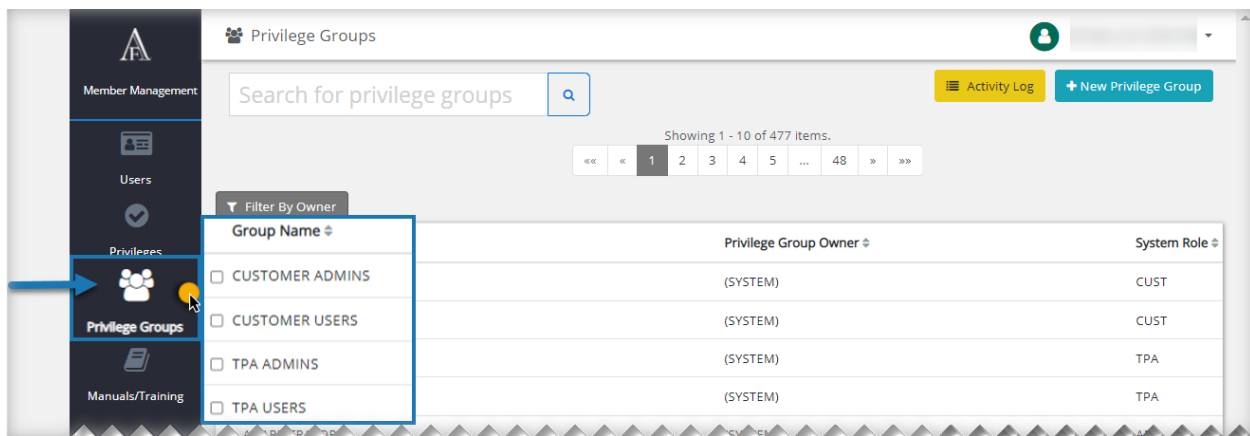 Privilege Groups
Member Management
Search for privilege groups
Activity Log
+ New Privilege Group
Showing 1 - 10 of 477 items.
«« « 1 2 3 4 5 ... 48 » »»
Users
Filter By Owner
Group Name Privilege Group Owner System Role
Privileges
CUSTOMER ADMINS (SYSTEM) CUST
CUSTOMER USERS (SYSTEM) CUST
Privilege Groups
TPA ADMINS (SYSTEM) TPA
Manuals/Training
TPA USERS (SYSTEM) TPA